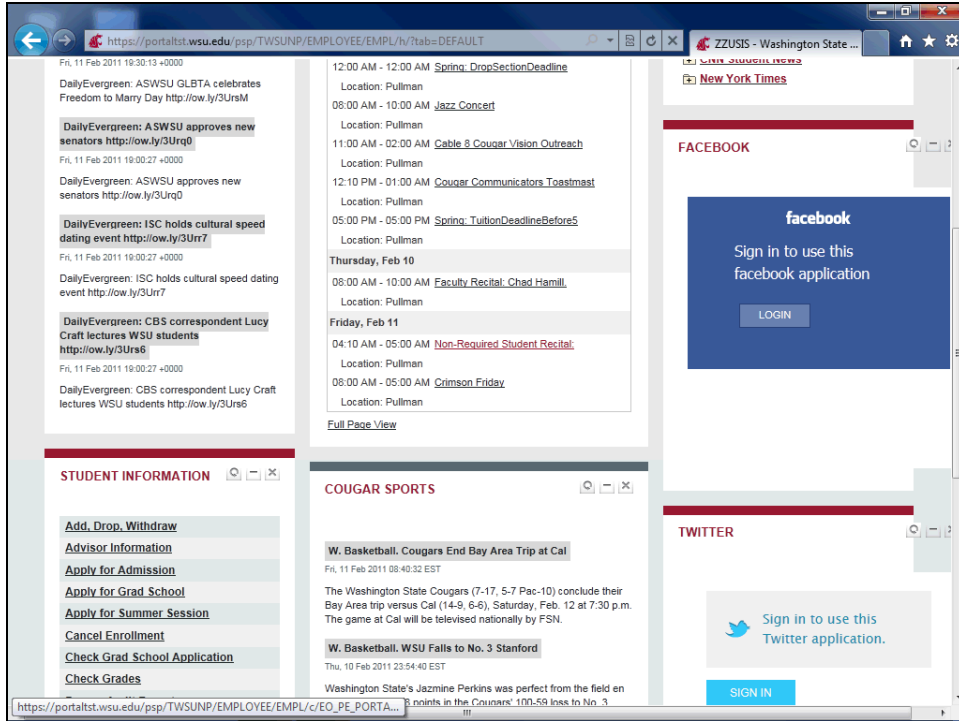 https://portaltst.wsu.edu/psp/TWSUNP/EMPLOYEE/EMPL/h/?tab=DEFAULT
ZZUSIS - Washington State ...
Fri, 11 Feb 2011 19:30:13 +0000
DailyEvergreen: ASWSU GLBTA celebrates
Freedom to Marry Day http://ow.ly/3UrsM
DailyEvergreen: ASWSU approves new
senators http://ow.ly/3Urq0
Fri, 11 Feb 2011 19:00:27 +0000
DailyEvergreen: ASWSU approves new
senators http://ow.ly/3Urq0
DailyEvergreen: ISC holds cultural speed
dating event http://ow.ly/3Urr7
Fri, 11 Feb 2011 19:00:27 +0000
DailyEvergreen: ISC holds cultural speed dating
event http://ow.ly/3Urr7
DailyEvergreen: CBS correspondent Lucy
Craft lectures WSU students
http://ow.ly/3Urs6
Fri, 11 Feb 2011 19:00:27 +0000
DailyEvergreen: CBS correspondent Lucy Craft
lectures WSU students http://ow.ly/3Urs6
STUDENT INFORMATION
Add, Drop, Withdraw
Advisor Information
Apply for Admission
Apply for Grad School
Apply for Summer Session
Cancel Enrollment
Check Grad School Application
Check Grades
https://portaltst.wsu.edu/psp/TWSUNP/EMPLOYEE/EMPL/c/EO_PE_PORTA...
12:00 AM - 12:00 AM Spring: DropSectionDeadline
Location: Pullman
08:00 AM - 10:00 AM Jazz Concert
Location: Pullman
11:00 AM - 02:00 AM Cable 8 Cougar Vision Outreach
Location: Pullman
12:10 PM - 01:00 AM Cougar Communicators Toastmast
Location: Pullman
05:00 PM - 05:00 PM Spring: TuitionDeadlineBefore5
Location: Pullman
Thursday, Feb 10
08:00 AM - 10:00 AM Faculty Recital: Chad Hamill.
Location: Pullman
Friday, Feb 11
04:10 AM - 05:00 AM Non-Required Student Recital:
Location: Pullman
08:00 AM - 05:00 AM Crimson Friday
Location: Pullman
Full Page View
COUGAR SPORTS
W. Basketball. Cougars End Bay Area Trip at Cal
Fri, 11 Feb 2011 08:40:32 EST
The Washington State Cougars (7-17, 5-7 Pac-10) conclude their
Bay Area trip versus Cal (14-9, 6-6), Saturday, Feb. 12 at 7:30 p.m.
The game at Cal will be televised nationally by FSN.
W. Basketball. WSU Falls to No. 3 Stanford
Thu, 10 Feb 2011 23:54:40 EST
Washington State's Jazmine Perkins was perfect from the field en
points in the Cougars' 100-59 loss to No. 3
CNN Student News
New York Times
FACEBOOK
facebook
Sign in to use this
facebook application
LOGIN
TWITTER
Sign in to use this
Twitter application.
SIGN IN